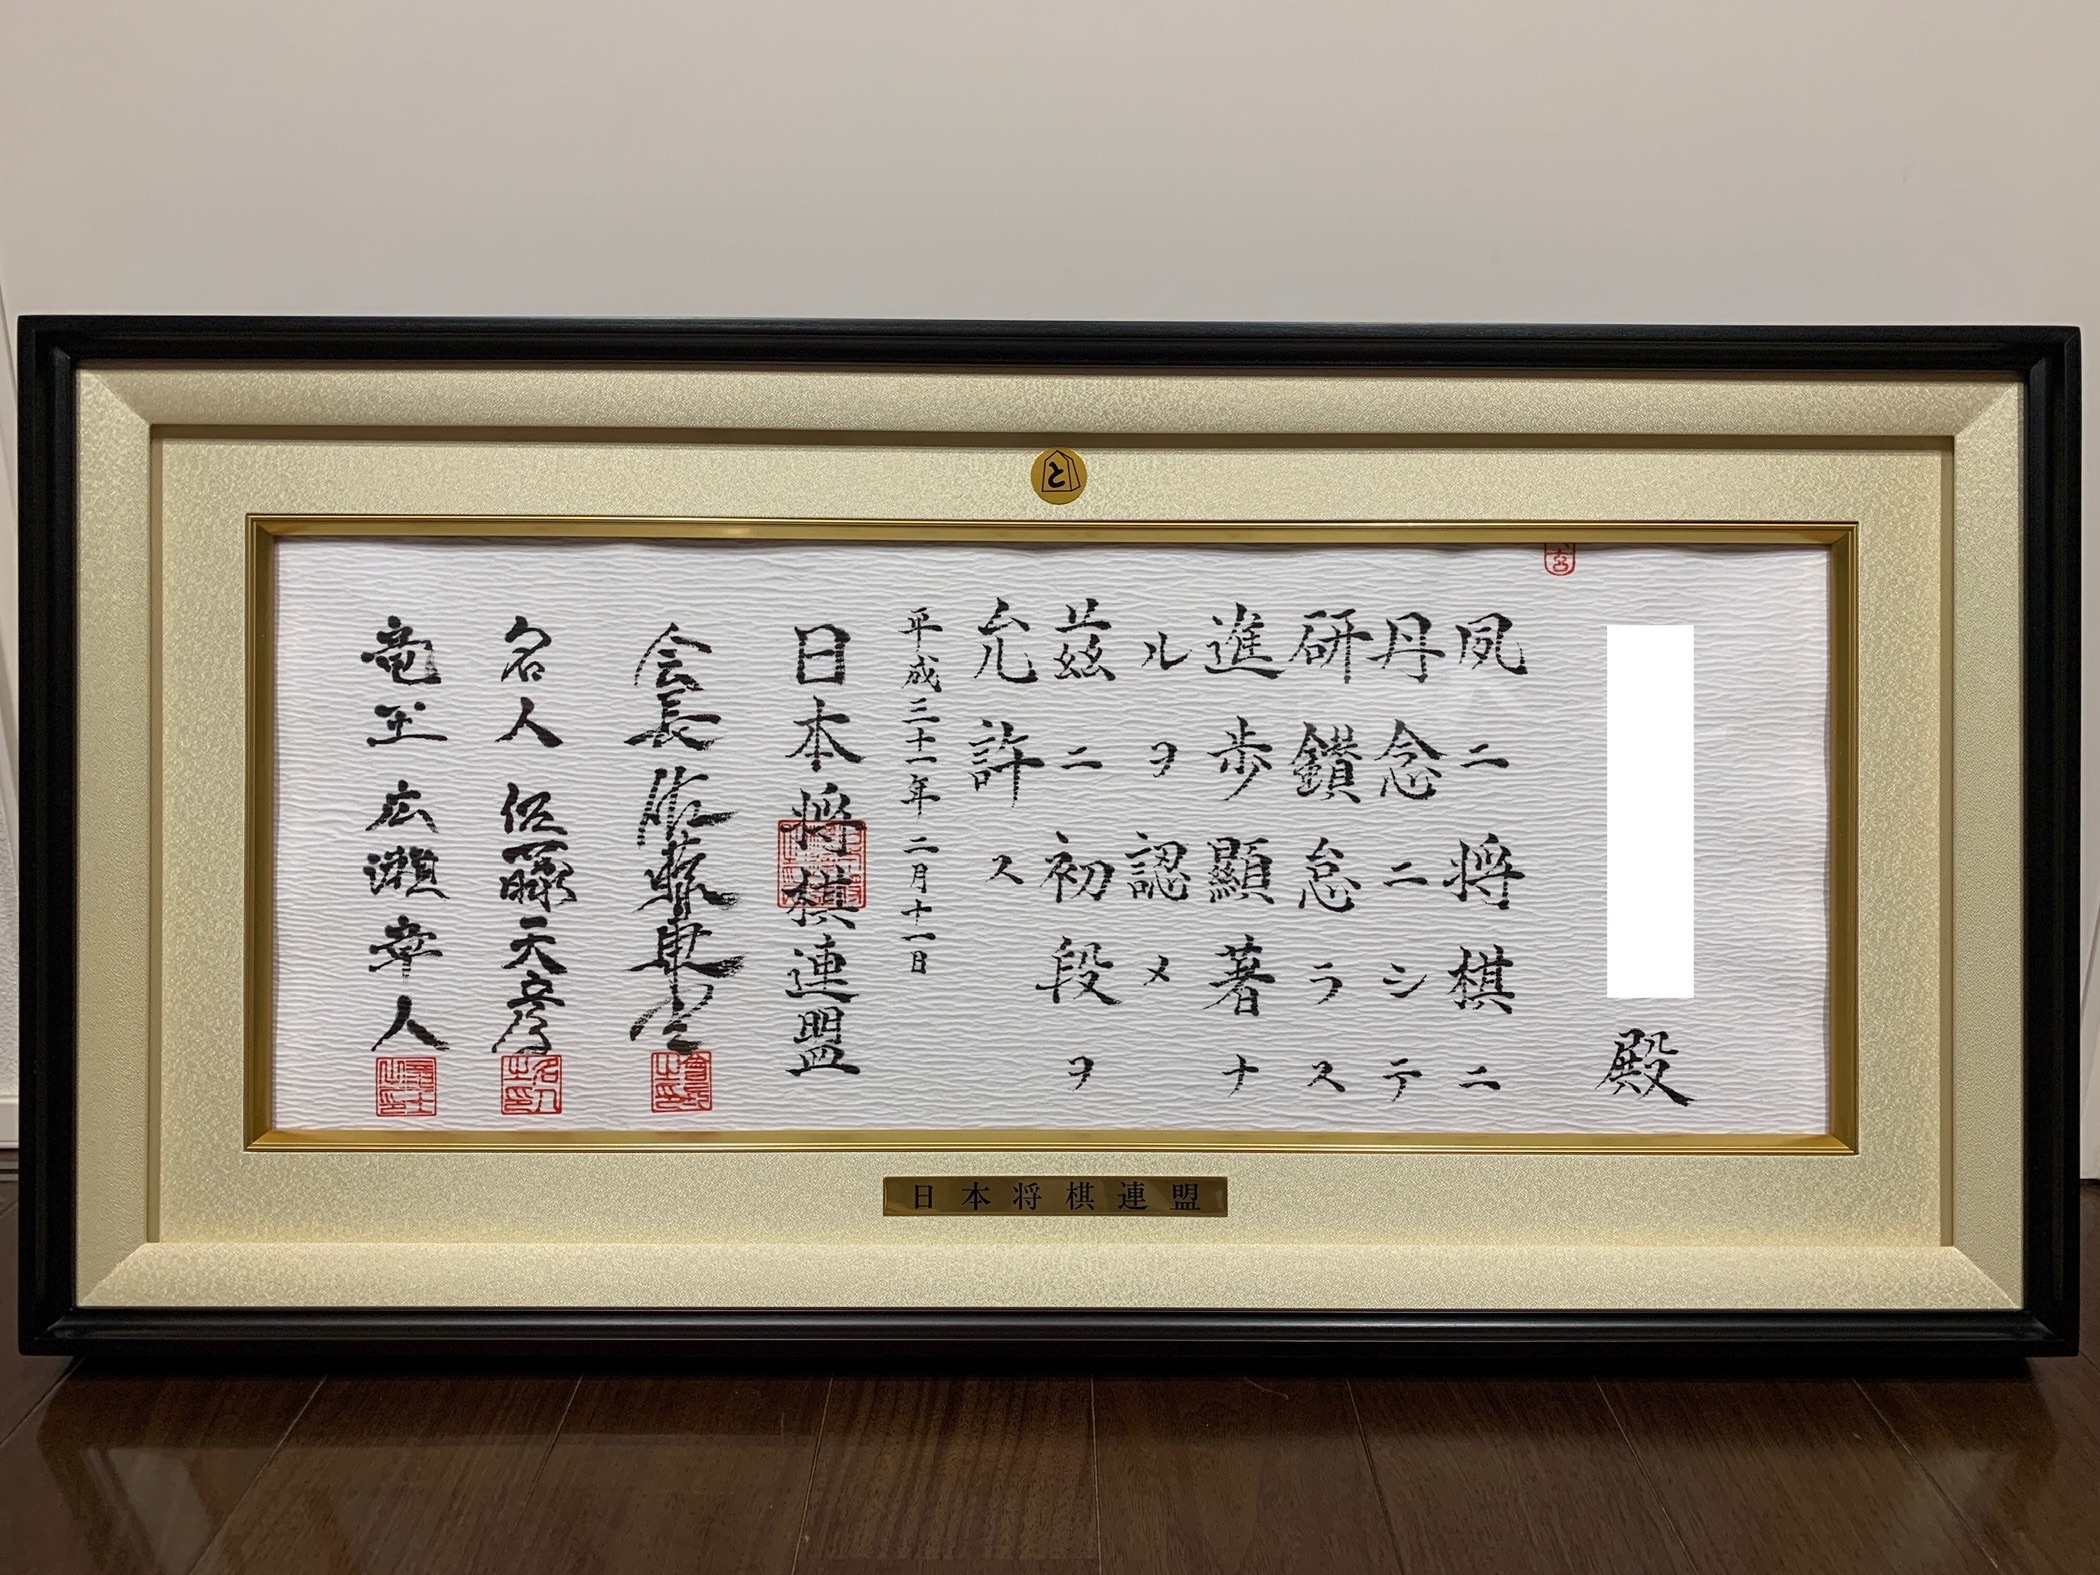 と
殿
夙ニ将棋ニ
丹念ニシテ
研鑽怠ラス
進歩顯著ナ
ルヲ認メ
茲ニ初段ヲ
允許ス
平成三十一年二月十一日
日本将棋連盟
会長 佐藤康光
名人 佐藤天彦
竜王 広瀬章人
日本将棋連盟